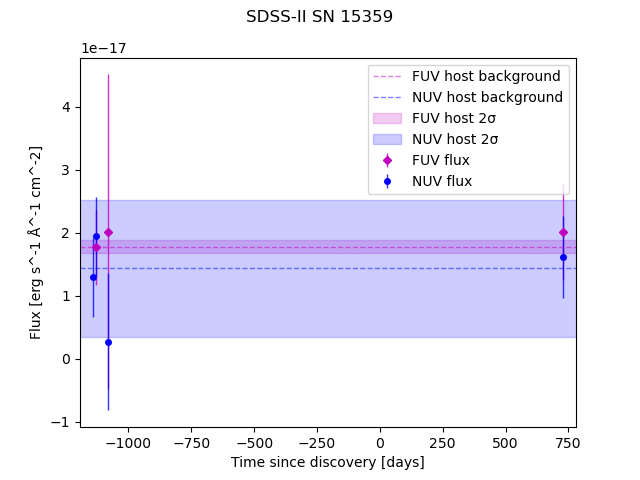 SDSS-II SN 15359
1e−17
FUV host background
NUV host background
FUV host 2σ
NUV host 2σ
FUV flux
NUV flux
4
3
2
1
0
−1
Flux [erg s^-1 Å^-1 cm^-2]
−1000
−750
−500
−250
0
250
500
750
Time since discovery [days]